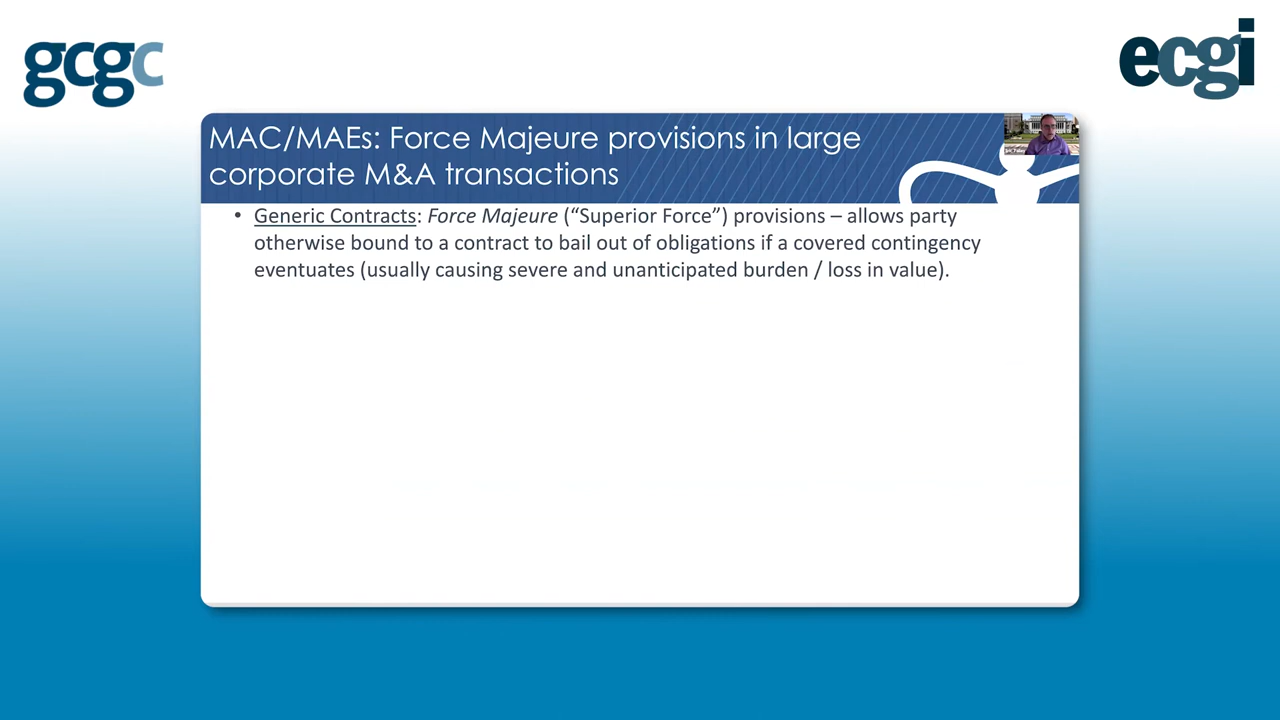 gcgc
ecgi
MAC/MAEs: Force Majeure provisions in large
corporate M&A transactions
• Generic Contracts: Force Majeure (“Superior Force”) provisions – allows party
otherwise bound to a contract to bail out of obligations if a covered contingency
eventuates (usually causing severe and unanticipated burden / loss in value).